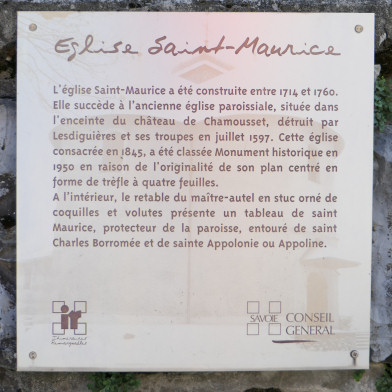 Eglise Saint-Maurice
L'église Saint-Maurice a été construite entre 1714 et 1760.
Elle succède à l'ancienne église paroissiale, située dans
l'enceinte du château de Chamousset, détruit par
Lesdiguières et ses troupes en juillet 1597. Cette église
consacrée en 1845, a été classée Monument historique en
1950 en raison de l'originalité de son plan centré en
forme de trèfle à quatre feuilles.
A l'intérieur, le retable du maître-autel en stuc orné de
coquilles et volutes présente un tableau de saint
Maurice, protecteur de la paroisse, entouré de saint
Charles Borromée et de sainte Appolonie ou Appoline.
SAVOIE
CONSEIL
GENERAL